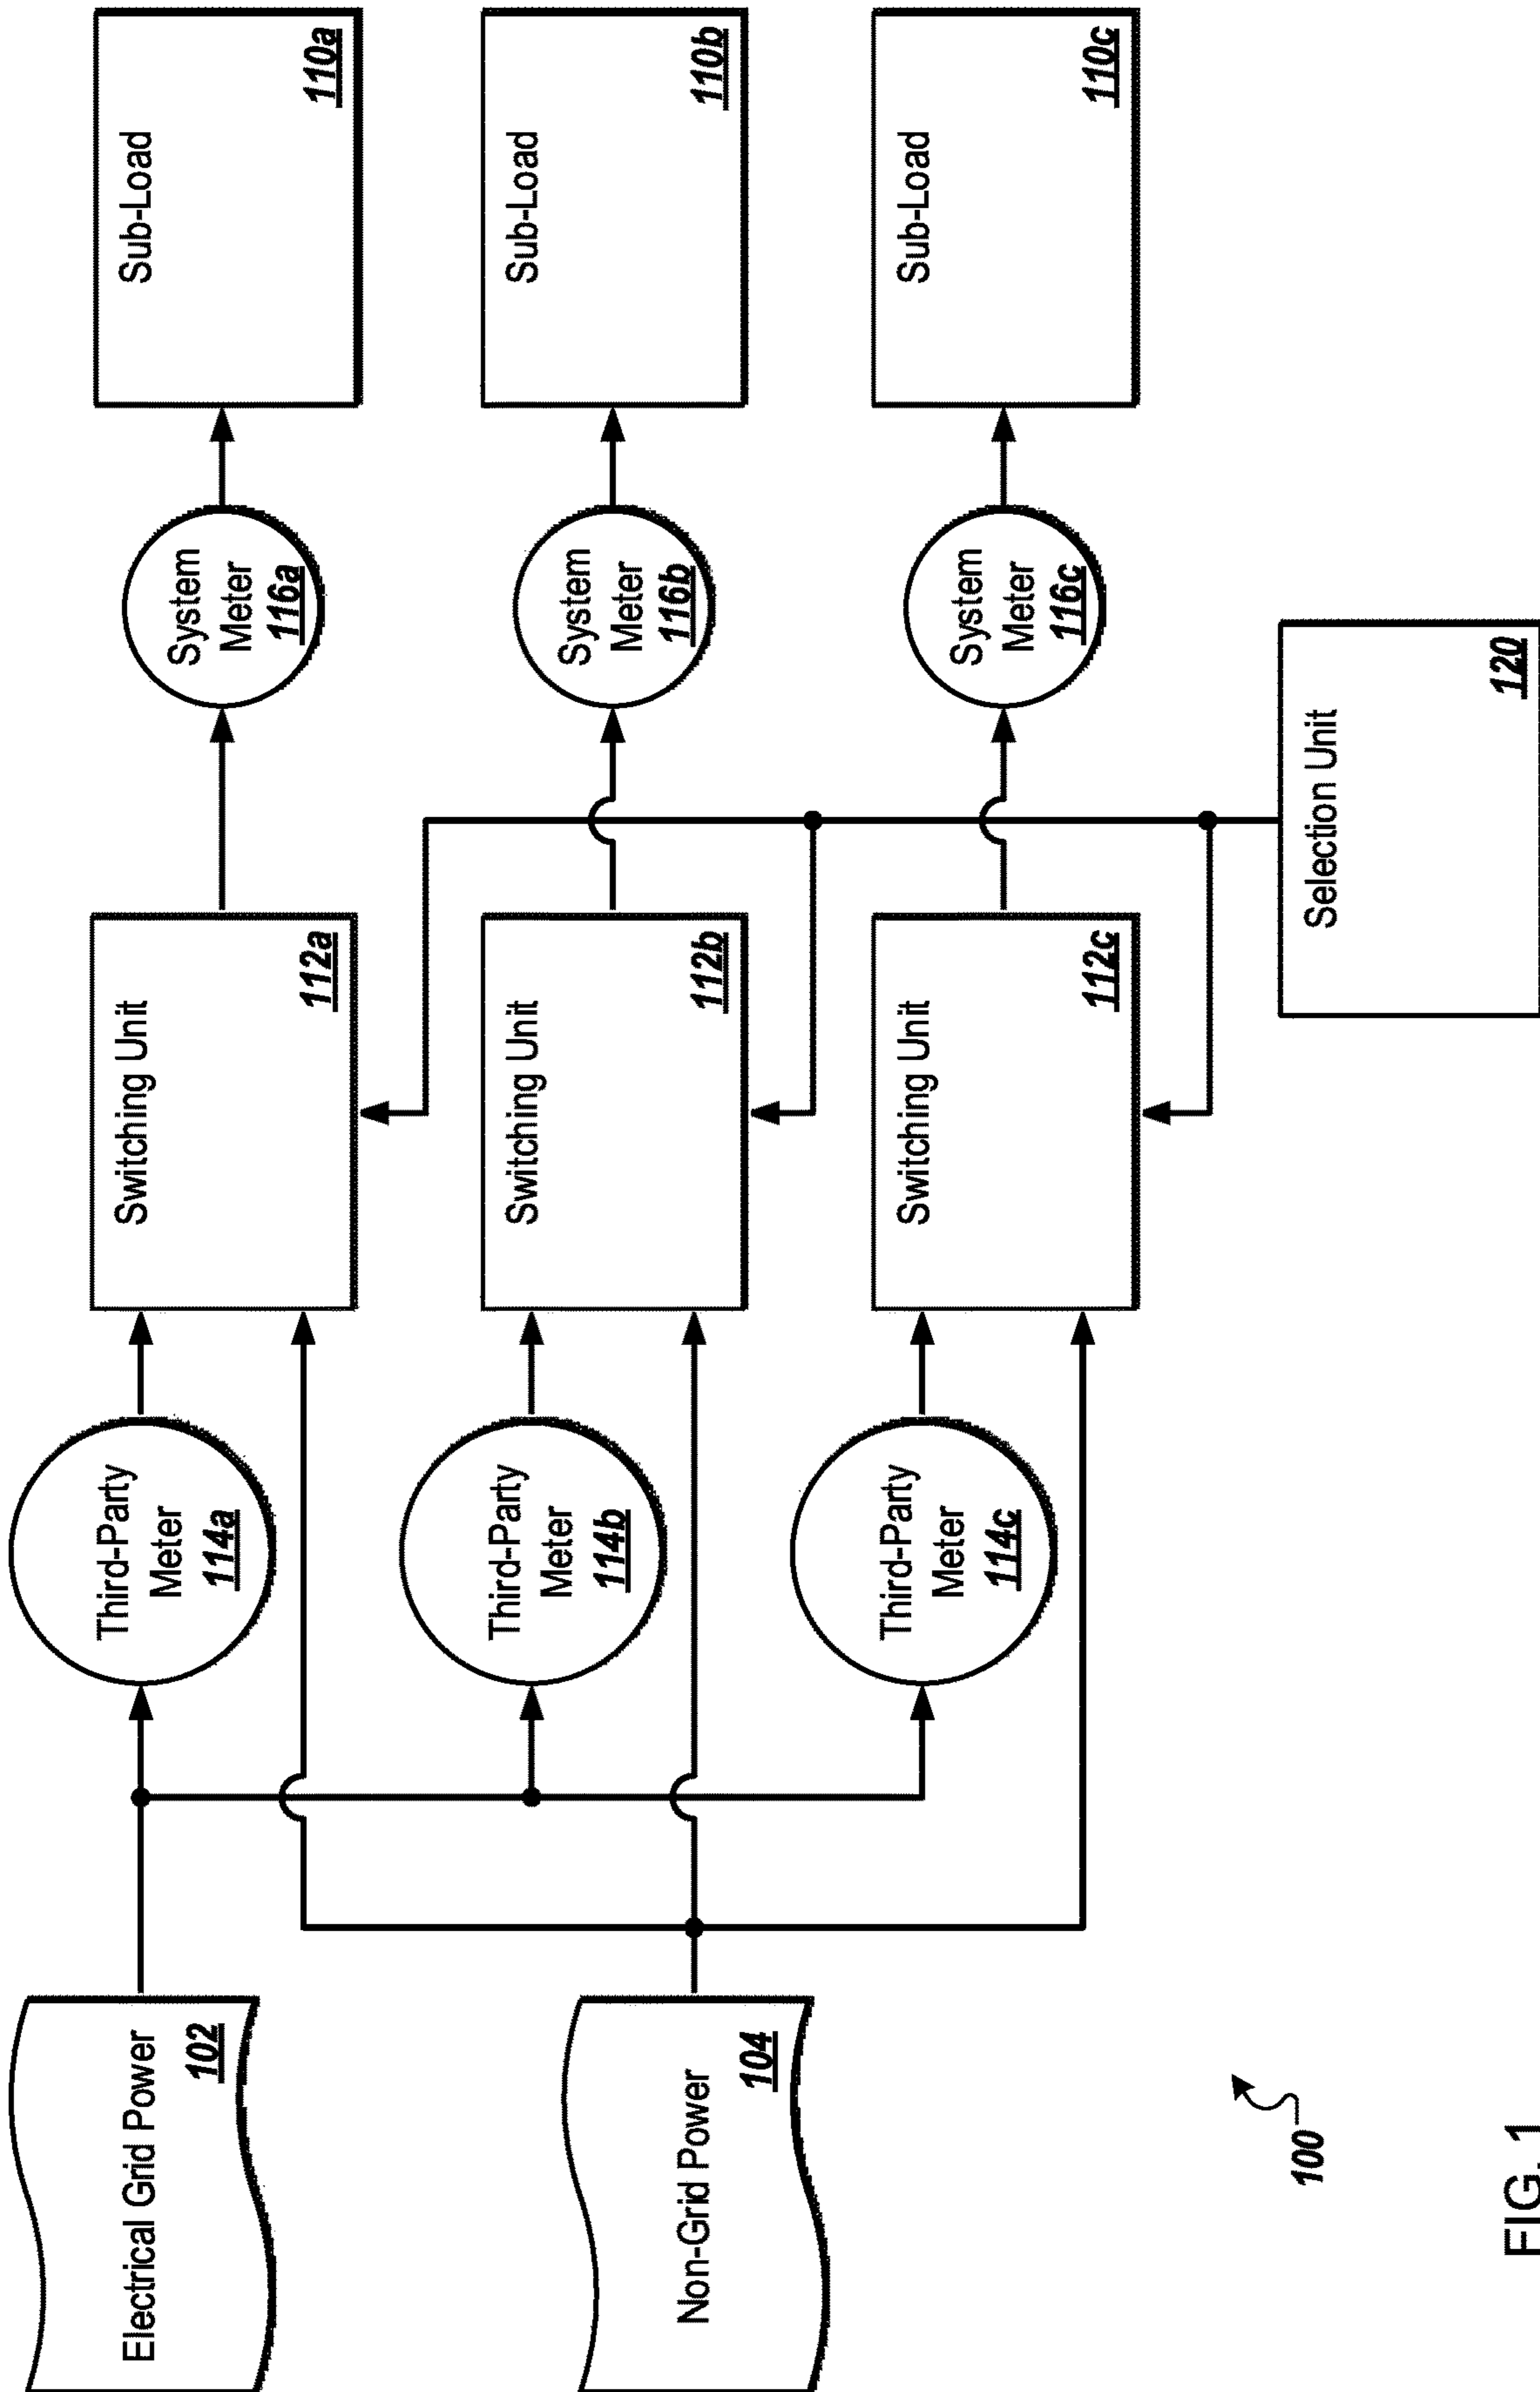 Electrical Grid Power
102
Third-Party
Meter
114a
Switching Unit
112a
System
Meter
116a
Sub-Load
110a
Non-Grid Power
104
Third-Party
Meter
114b
Switching Unit
112b
System
Meter
116b
Sub-Load
110b
Third-Party
Meter
114c
Switching Unit
112c
System
Meter
116c
Sub-Load
110c
Selection Unit
120
100
FIG. 1